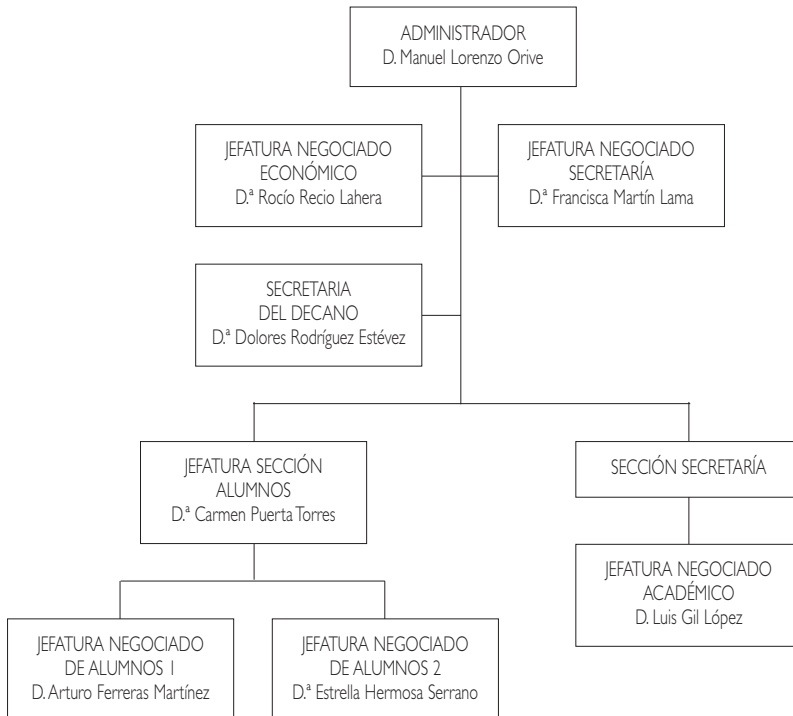 ADMINISTRADOR
D. Manuel Lorenzo Orive
JEFATURA NEGOCIADO
ECONÓMICO
D.ª Rocío Recio Lahera
JEFATURA NEGOCIADO
SECRETARÍA
D.ª Francisca Martín Lama
SECRETARIA
DEL DECANO
D.ª Dolores Rodríguez Estévez
JEFATURA SECCIÓN
ALUMNOS
D.ª Carmen Puerta Torres
SECCIÓN SECRETARÍA
JEFATURA NEGOCIADO
ACADÉMICO
D. Luis Gil López
JEFATURA NEGOCIADO
DE ALUMNOS 1
D. Arturo Ferreras Martínez
JEFATURA NEGOCIADO
DE ALUMNOS 2
D.ª Estrella Hermosa Serrano